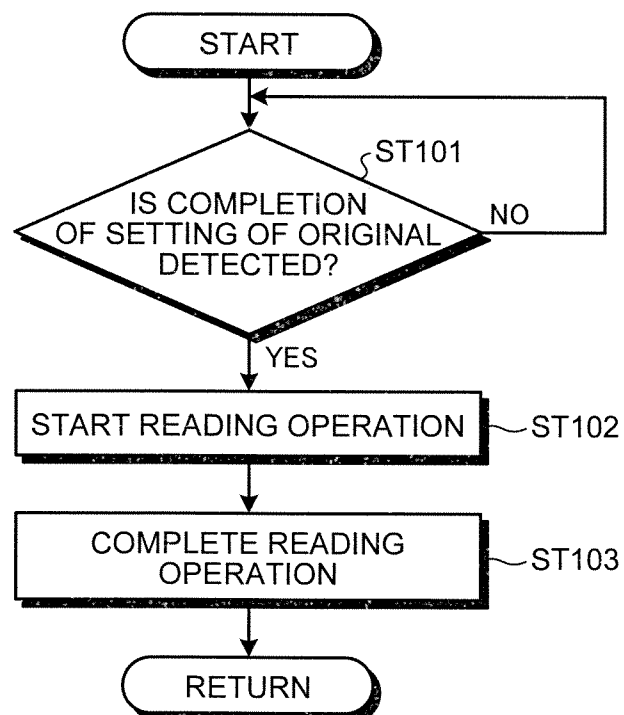 START
ST101
IS COMPLETION
OF SETTING OF ORIGINAL
DETECTED?
NO
YES
START READING OPERATION
ST102
COMPLETE READING
OPERATION
ST103
RETURN